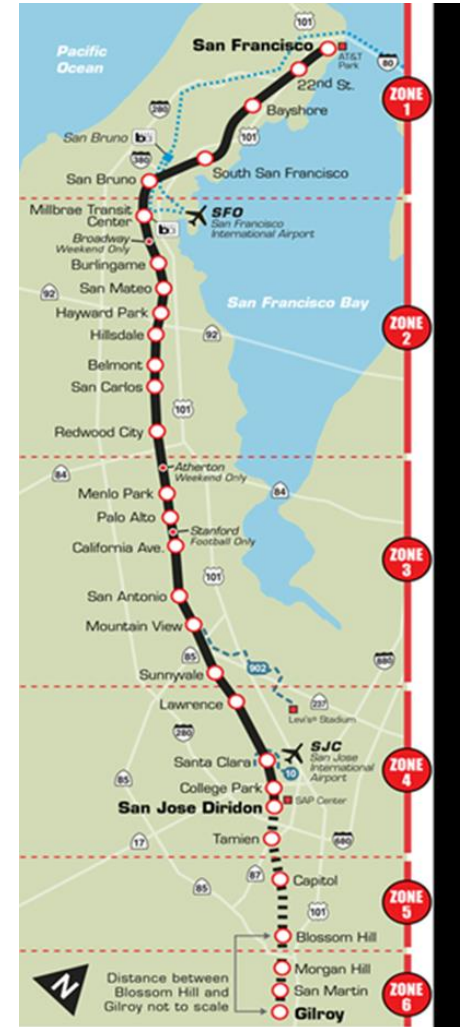 101
Pacific
Ocean
San Francisco
AT&T
Park
80
22nd St.
ZONE
1
280
Bayshore
101
San Bruno
ba
380
South San Francisco
San Bruno
Millbrae Transit
Center
SFO
San Francisco
International Airport
ba
Broadway
Weekend Only
Burlingame
San Mateo
92
San Francisco Bay
Hayward Park
ZONE
2
Hillsdale
92
Belmont
San Carlos
101
Redwood City
Atherton
Weekend Only
84
Menlo Park
84
Palo Alto
Stanford
Football Only
California Ave.
ZONE
3
101
San Antonio
Mountain View
85
902
680
Sunnyvale
Lawrence
237
Levi's® Stadium
280
SJC
San Jose
International
Airport
Santa Clara
10
ZONE
4
85
College Park
San Jose Diridon
SAP Center
17
Tamien
680
87
Capitol
85
101
ZONE
5
Blossom Hill
N
Distance between
Blossom Hill and
Gilroy not to scale
Morgan Hill
San Martin
Gilroy
ZONE
6